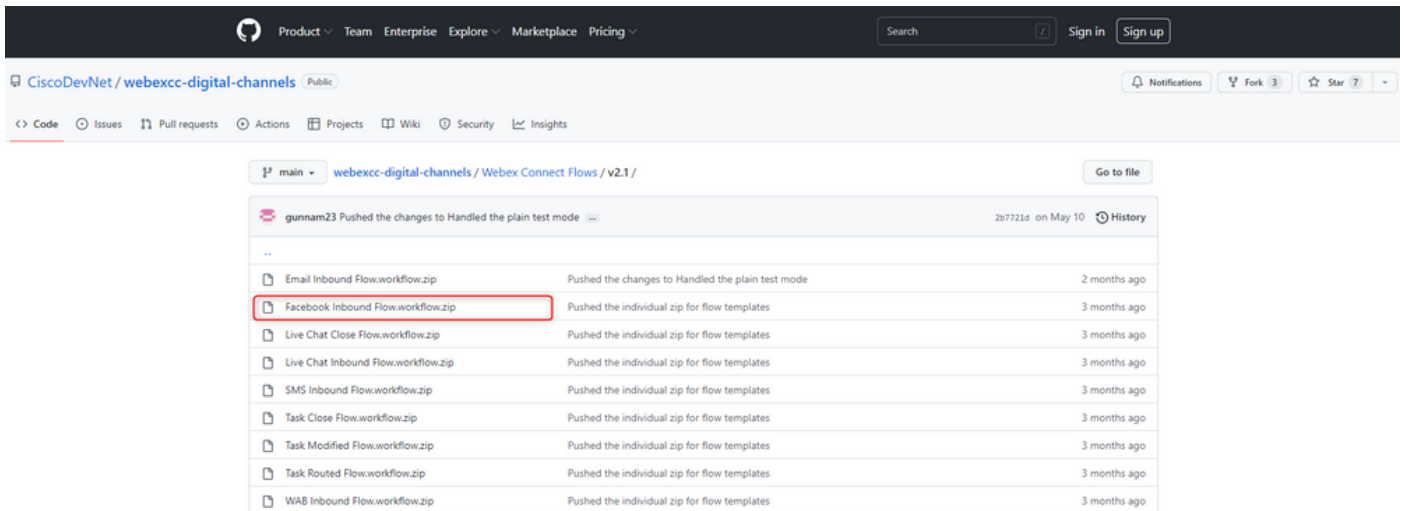 Product Team Enterprise Explore Marketplace Pricing Search / Sign in Sign up
CiscoDevNet / webexcc-digital-channels Public Notifications Fork 3 Star 7
<> Code Issues Pull requests Actions Projects Wiki Security Insights
main webexcc-digital-channels / Webex Connect Flows / v2.1 / Go to file
gunnam23 Pushed the changes to Handled the plain test mode ... 2b7721d on May 10 History
..
Email Inbound Flow.workflow.zip Pushed the changes to Handled the plain test mode 2 months ago
Facebook Inbound Flow.workflow.zip Pushed the individual zip for flow templates 3 months ago
Live Chat Close Flow.workflow.zip Pushed the individual zip for flow templates 3 months ago
Live Chat Inbound Flow.workflow.zip Pushed the individual zip for flow templates 3 months ago
SMS Inbound Flow.workflow.zip Pushed the individual zip for flow templates 3 months ago
Task Close Flow.workflow.zip Pushed the individual zip for flow templates 3 months ago
Task Modified Flow.workflow.zip Pushed the individual zip for flow templates 3 months ago
Task Routed Flow.workflow.zip Pushed the individual zip for flow templates 3 months ago
WAB Inbound Flow.workflow.zip Pushed the individual zip for flow templates 3 months ago